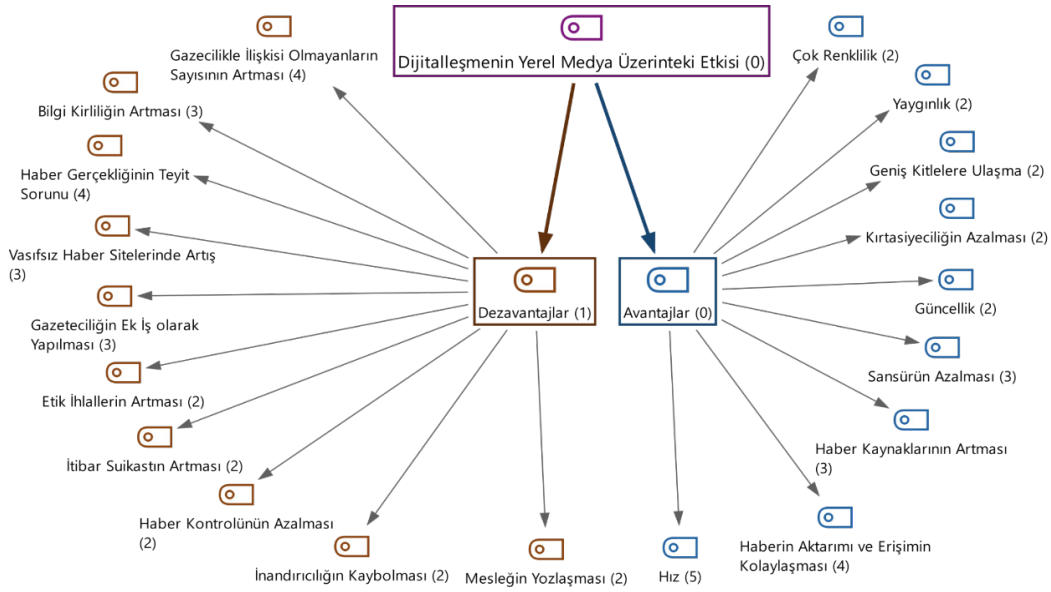 Dijitalleşmenin Yerel Medya Üzerinteki Etkisi (0)
Gazecilikle İlişkisi Olmayanların
Sayısının Artması (4)
Bilgi Kirliliğin Artması (3)
Haber Gerçekliğinin Teyit
Sorunu (4)
Vasıfsız Haber Sitelerinde Artış
(3)
Gazeteciliğin Ek İş olarak
Yapılması (3)
Etik İhlallerin Artması (2)
İtibar Suikastın Artması (2)
Haber Kontrolünün Azalması
(2)
İnandırıcılığın Kaybolması (2)
Mesleğin Yozlaşması (2)
Dezavantajlar (1)
Avantajlar (0)
Çok Renklilik (2)
Yaygınlık (2)
Geniş Kitlelere Ulaşma (2)
Kırtasiyeciliğin Azalması (2)
Güncellik (2)
Sansürün Azalması (3)
Haber Kaynaklarının Artması
(3)
Haberin Aktarımı ve Erişimin
Kolaylaşması (4)
Hız (5)